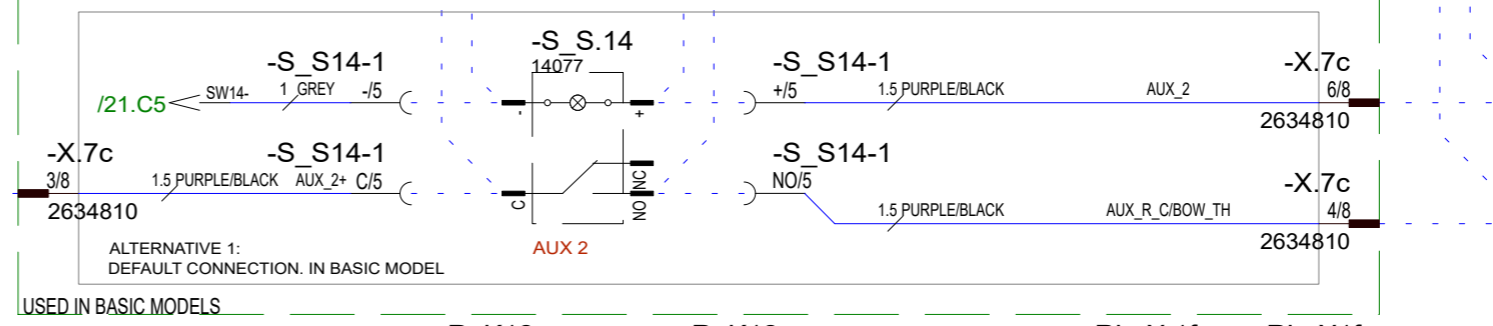 -S_S.14
14077
-S_S14-1
-S_S14-1
-X.7c
/21.C5
SW14-
1 GREY
-/5
-
+
+/5
1.5 PURPLE/BLACK
AUX_2
6/8
2634810
-X.7c
-S_S14-1
-S_S14-1
-X.7c
3/8
1.5 PURPLE/BLACK
AUX_2+
C/5
C
NC
NO
NO/5
2634810
1.5 PURPLE/BLACK
AUX_R_C/BOW_TH
4/8
2634810
ALTERNATIVE 1:
DEFAULT CONNECTION. IN BASIC MODEL
AUX 2
USED IN BASIC MODELS